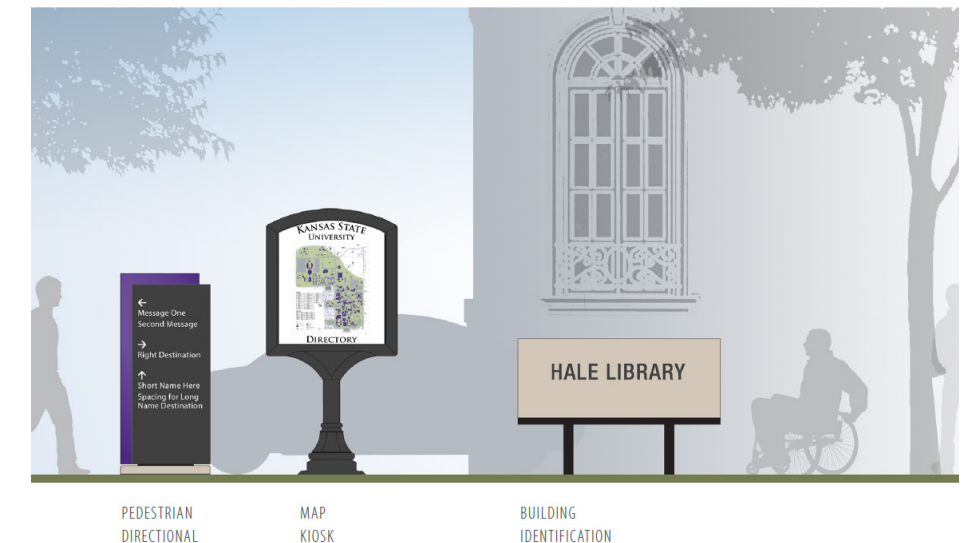 KANSAS STATE
UNIVERSITY
DIRECTORY
←
Message One
Second Message
→
Right Destination
↑
Short Name Here
Spacing for Long
Name Destination
HALE LIBRARY
PEDESTRIAN
DIRECTIONAL
MAP
KIOSK
BUILDING
IDENTIFICATION